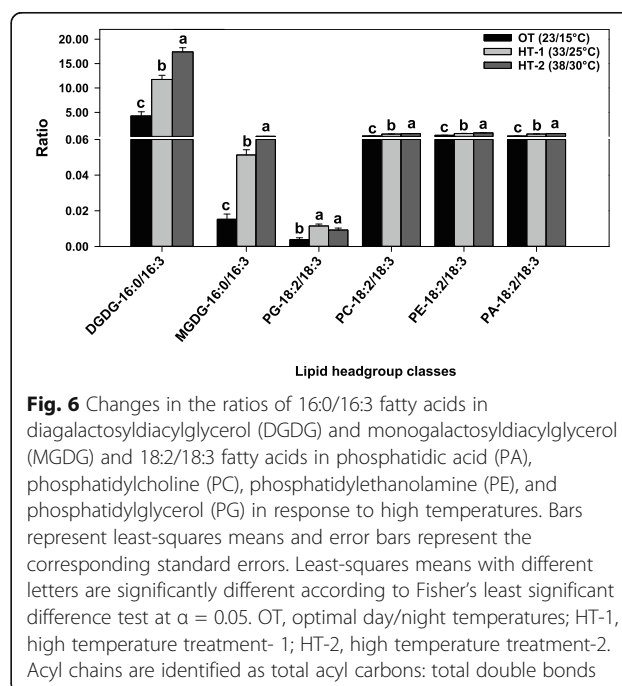 20.00
15.00
10.00
5.00
0.06
0.04
0.02
0.00
Ratio
OT (23/15°C)
HT-1 (33/25°C)
HT-2 (38/30°C)
c b a
c b a
b a a
c b a
c b a
c b a
DGDG-16:0/16:3
MGDG-16:0/16:3
PG-18:2/18:3
PC-18:2/18:3
PE-18:2/18:3
PA-18:2/18:3
Lipid headgroup classes
Fig. 6 Changes in the ratios of 16:0/16:3 fatty acids in
diagalactosyldiacylglycerol (DGDG) and monogalactosyldiacylglycerol
(MGDG) and 18:2/18:3 fatty acids in phosphatidic acid (PA),
phosphatidylcholine (PC), phosphatidylethanolamine (PE), and
phosphatidylglycerol (PG) in response to high temperatures. Bars
represent least-squares means and error bars represent the
corresponding standard errors. Least-squares means with different
letters are significantly different according to Fisher's least significant
difference test at α = 0.05. OT, optimal day/night temperatures; HT-1,
high temperature treatment- 1; HT-2, high temperature treatment-2.
Acyl chains are identified as total acyl carbons: total double bonds